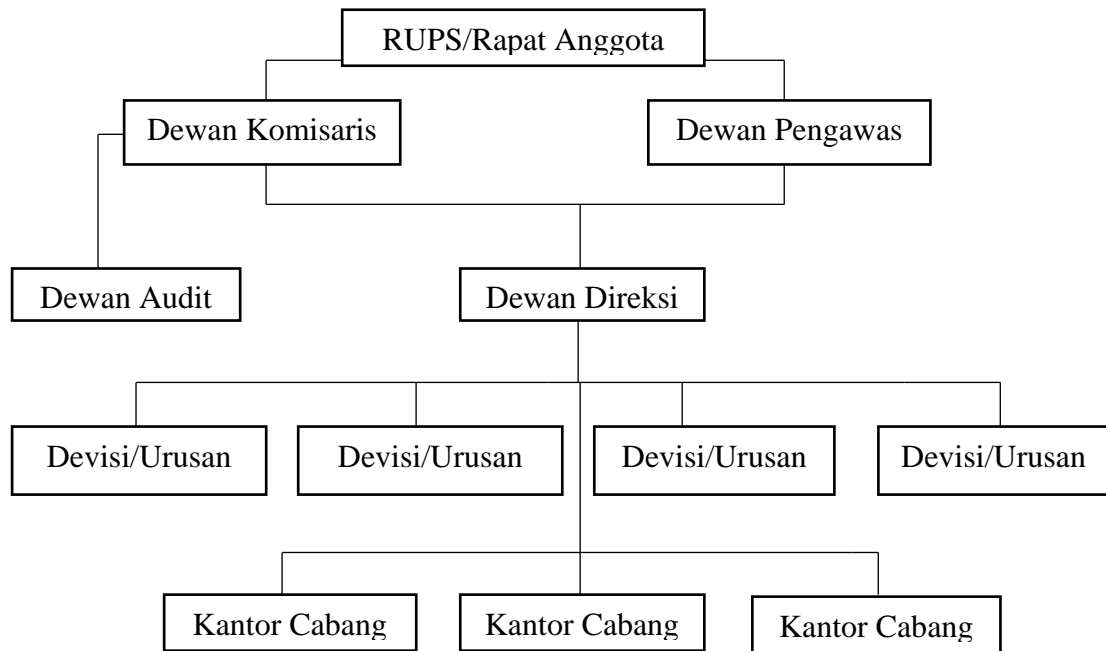 RUPS/Rapat Anggota
Dewan Komisaris
Dewan Pengawas
Dewan Audit
Dewan Direksi
Devisi/Urusan
Devisi/Urusan
Devisi/Urusan
Devisi/Urusan
Kantor Cabang
Kantor Cabang
Kantor Cabang